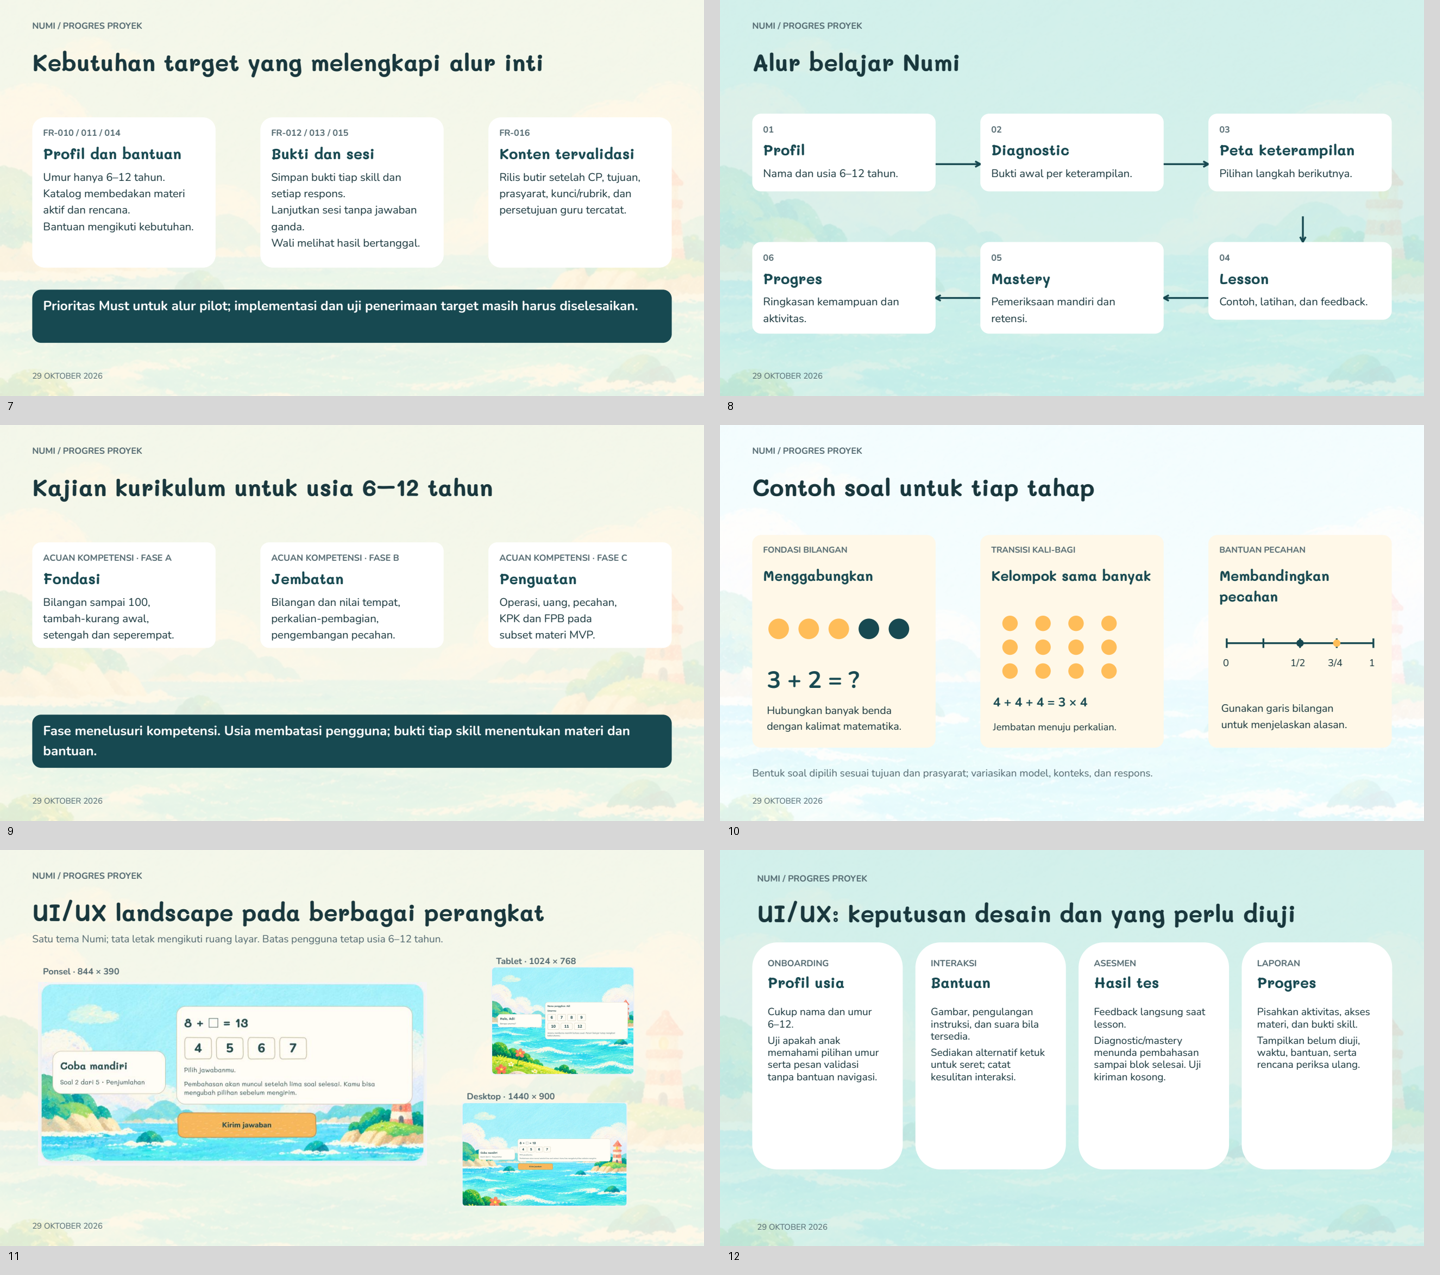 NUMI / PROGRES PROYEK
Kebutuhan target yang melengkapi alur inti
FR-010 / 011 / 014
Profil dan bantuan
Umur hanya 6–12 tahun.
Katalog membedakan materi
aktif dan rencana.
Bantuan mengikuti kebutuhan.
FR-012 / 013 / 015
Bukti dan sesi
Simpan bukti tiap skill dan
setiap respons.
Lanjutkan sesi tanpa jawaban
ganda.
Wali melihat hasil bertanggal.
FR-016
Konten tervalidasi
Rilis butir setelah CP, tujuan,
prasyarat, kunci/rubrik, dan
persetujuan guru tercatat.
Prioritas Must untuk alur pilot; implementasi dan uji penerimaan target masih harus diselesaikan.
29 OKTOBER 2026
7
NUMI / PROGRES PROYEK
Alur belajar Numi
01
Profil
Nama dan usia 6–12 tahun.
02
Diagnostic
Bukti awal per keterampilan.
03
Peta keterampilan
Pilihan langkah berikutnya.
06
Progres
Ringkasan kemampuan dan
aktivitas.
05
Mastery
Pemeriksaan mandiri dan
retensi.
04
Lesson
Contoh, latihan, dan feedback.
29 OKTOBER 2026
8
NUMI / PROGRES PROYEK
Kajian kurikulum untuk usia 6–12 tahun
ACUAN KOMPETENSI · FASE A
Fondasi
Bilangan sampai 100,
tambah-kurang awal,
setengah dan seperempat.
ACUAN KOMPETENSI · FASE B
Jembatan
Bilangan dan nilai tempat,
perkalian-pembagian,
pengembangan pecahan.
ACUAN KOMPETENSI · FASE C
Penguatan
Operasi, uang, pecahan,
KPK dan FPB pada
subset materi MVP.
Fase menelusuri kompetensi. Usia membatasi pengguna; bukti tiap skill menentukan materi dan
bantuan.
29 OKTOBER 2026
9
NUMI / PROGRES PROYEK
Contoh soal untuk tiap tahap
FONDASI BILANGAN
Menggabungkan
3 + 2 = ?
Hubungkan banyak benda
dengan kalimat matematika.
TRANSISI KALI-BAGI
Kelompok sama banyak
4 + 4 + 4 = 3 × 4
Jembatan menuju perkalian.
BANTUAN PECAHAN
Membandingkan
pecahan
0 1/2 3/4 1
Gunakan garis bilangan
untuk menjelaskan alasan.
Bentuk soal dipilih sesuai tujuan dan prasyarat; variasikan model, konteks, dan respons.
29 OKTOBER 2026
10
NUMI / PROGRES PROYEK
UI/UX landscape pada berbagai perangkat
Satu tema Numi; tata letak mengikuti ruang layar. Batas pengguna tetap usia 6–12 tahun.
Ponsel · 844 × 390
Coba mandiri
Soal 2 dari 5 · Penjumlahan
8 + □ = 13
4 5 6 7
Pilih jawabanmu.
Pembahasan akan muncul setelah lima soal selesai. Kamu bisa
mengubah pilihan sebelum mengirim.
Kirim jawaban
Tablet · 1024 × 768
6 7 8 9
10 11 12
Desktop · 1440 × 900
29 OKTOBER 2026
11
NUMI / PROGRES PROYEK
UI/UX: keputusan desain dan yang perlu diuji
ONBOARDING
Profil usia
Cukup nama dan umur
6–12.
Uji apakah anak
memahami pilihan umur
serta pesan validasi
tanpa bantuan navigasi.
INTERAKSI
Bantuan
Gambar, pengulangan
instruksi, dan suara bila
tersedia.
Sediakan alternatif ketuk
untuk seret; catat
kesulitan interaksi.
ASESMEN
Hasil tes
Feedback langsung saat
lesson.
Diagnostic/mastery
menunda pembahasan
sampai blok selesai. Uji
kiriman kosong.
LAPORAN
Progres
Pisahkan aktivitas, akses
materi, dan bukti skill.
Tampilkan belum diuji,
waktu, bantuan, serta
rencana periksa ulang.
29 OKTOBER 2026
12